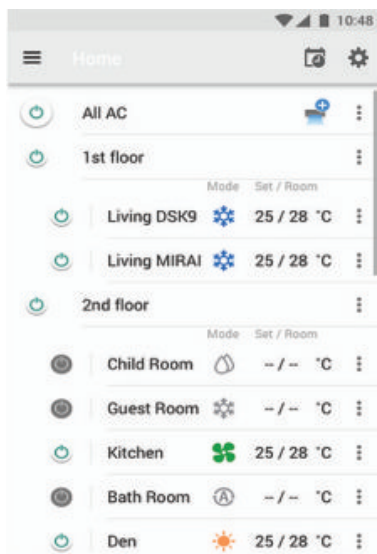 10:48
Home
All AC
1st floor
Mode Set / Room
Living DSK9 25 / 28 °C
Living MIRAI 25 / 28 °C
2nd floor
Mode Set / Room
Child Room -- / -- °C
Guest Room -- / -- °C
Kitchen 25 / 28 °C
A
Bath Room -- / -- °C
Den 25 / 28 °C